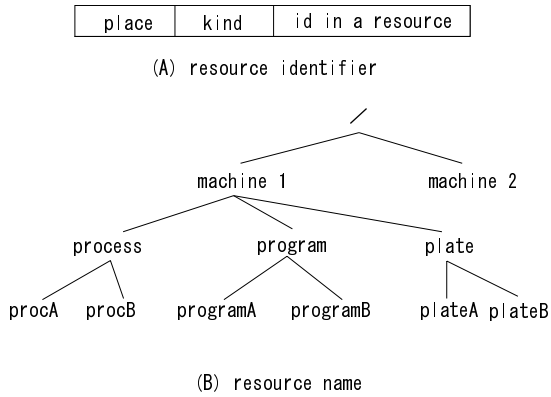 place kind id in a resource
(A) resource identifier
/
machine 1 machine 2
process program plate
procA procB programA programB plateA plateB
(B) resource name